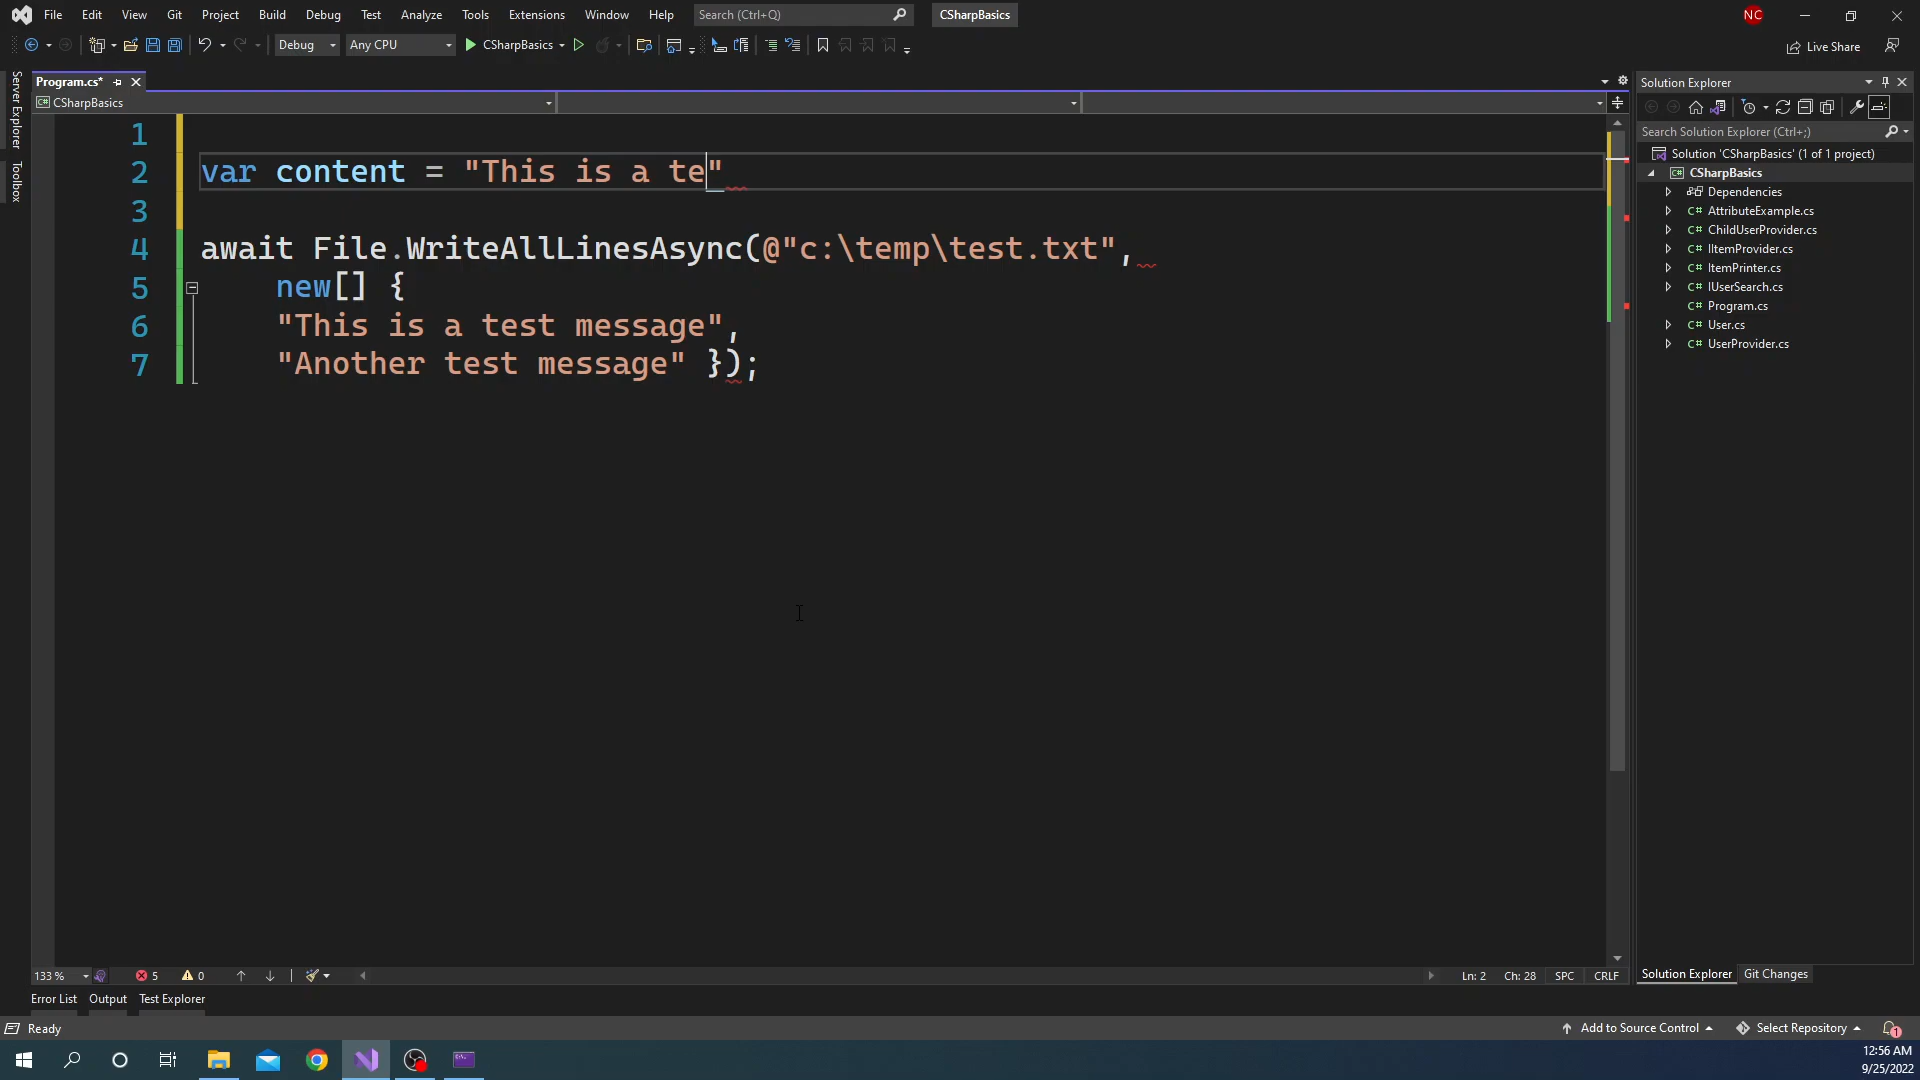 File Edit View Git Project Build Debug Test Analyze Tools Extensions Window Help Search (Ctrl+Q) CSharpBasics NC
Debug Any CPU CSharpBasics Live Share
Server Explorer
Toolbox
Program.cs*
C# CSharpBasics
1
2 var content = "This is a te"
3
4 await File.WriteAllLinesAsync(@"c:\temp\test.txt",
5 new[] {
6 "This is a test message",
7 "Another test message" });
Solution Explorer
Search Solution Explorer (Ctrl+;)
Solution 'CSharpBasics' (1 of 1 project)
C# CSharpBasics
Dependencies
C# AttributeExample.cs
C# ChildUserProvider.cs
C# IItemProvider.cs
C# ItemPrinter.cs
C# IUserSearch.cs
C# Program.cs
C# User.cs
C# UserProvider.cs
133 % 5 0 Ln: 2 Ch: 28 SPC CRLF
Solution Explorer Git Changes
Error List Output Test Explorer
Ready Add to Source Control Select Repository 1
12:56 AM
9/25/2022